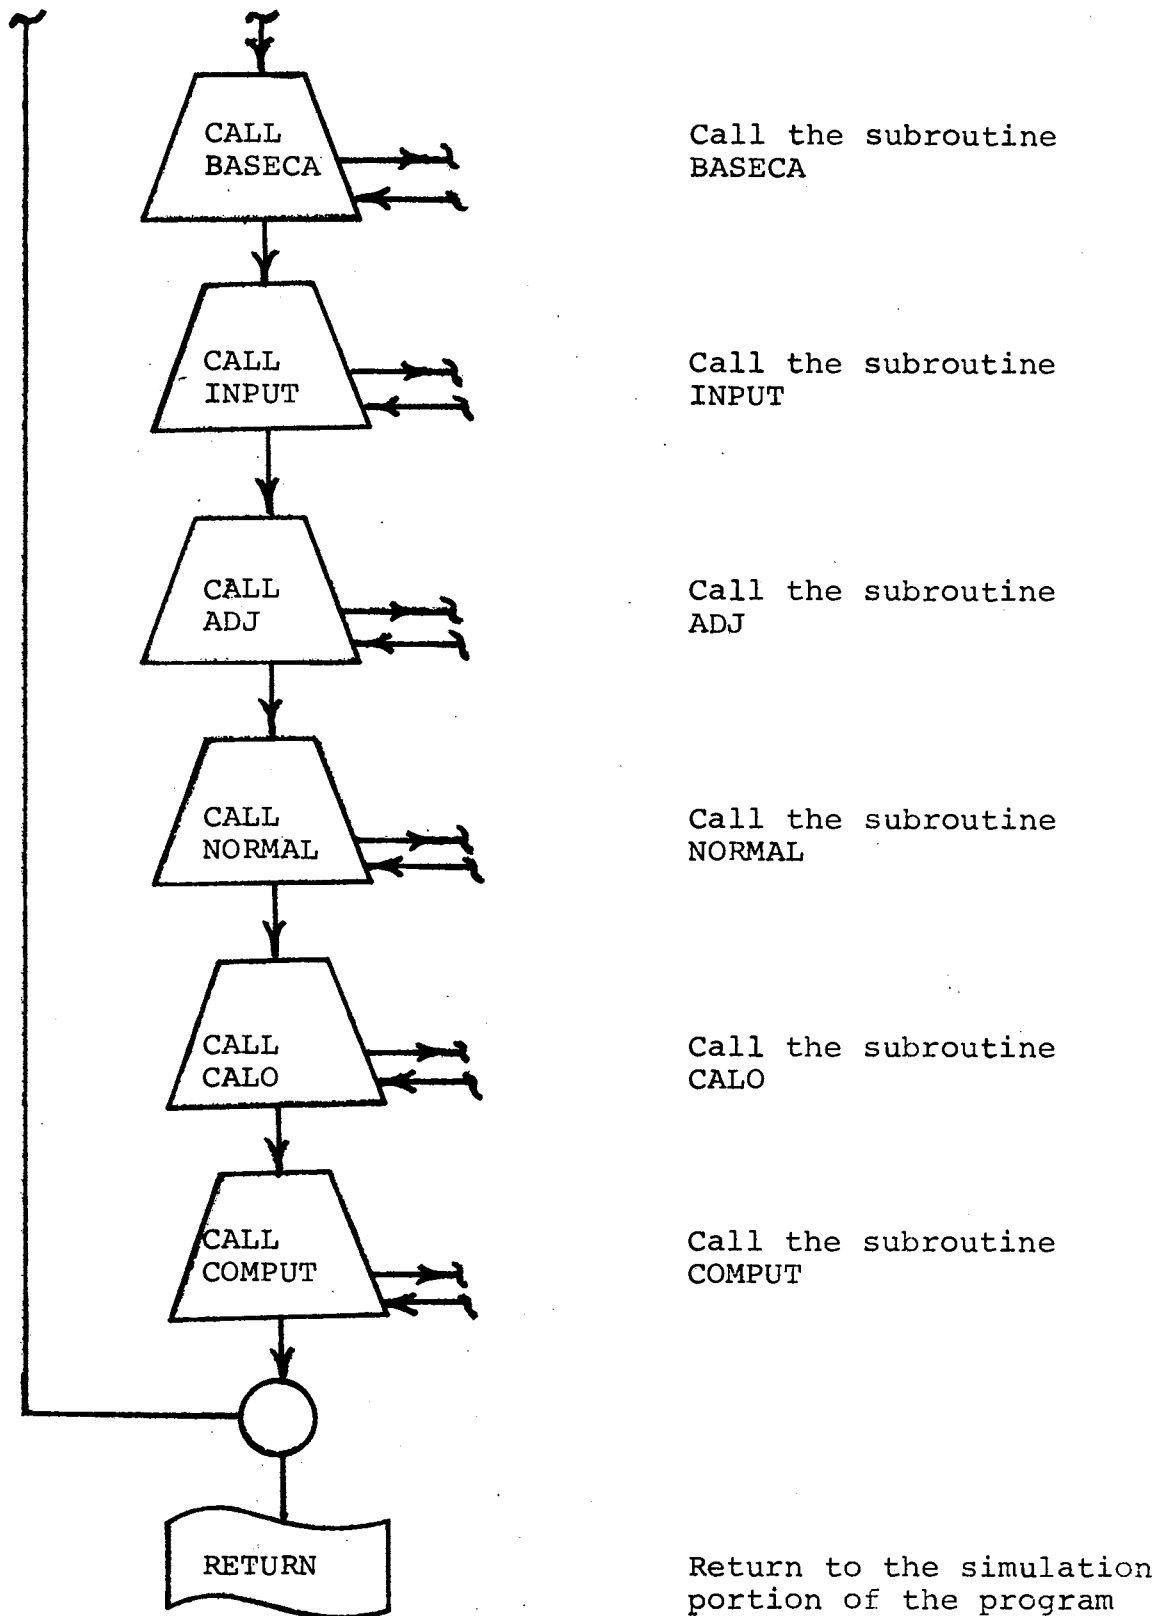 CALL
BASECA
Call the subroutine
BASECA
CALL
INPUT
Call the subroutine
INPUT
CALL
ADJ
Call the subroutine
ADJ
CALL
NORMAL
Call the subroutine
NORMAL
CALL
CALO
Call the subroutine
CALO
CALL
COMPUT
Call the subroutine
COMPUT
RETURN
Return to the simulation
portion of the program